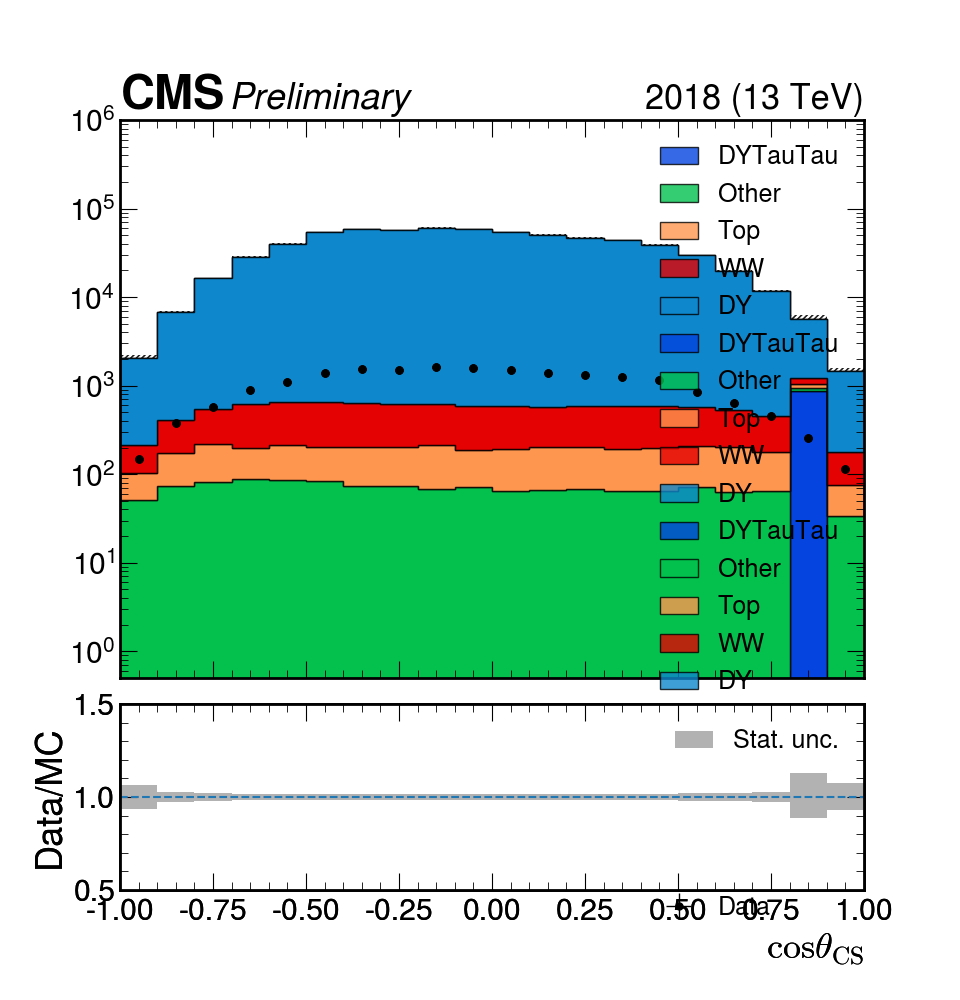 CMS Preliminary 2018 (13 TeV)
10^6
10^5
10^4
10^3
10^2
10^1
10^0
DYTauTau
Other
Top
WW
DY
DYTauTau
Other
Top
WW
DY
DYTauTau
Other
Top
WW
DY
Data/MC
1.5
1.0
0.5
Stat. unc.
-1.00 -0.75 -0.50 -0.25 0.00 0.25 0.50 0.75 1.00
Data
cosθ_CS